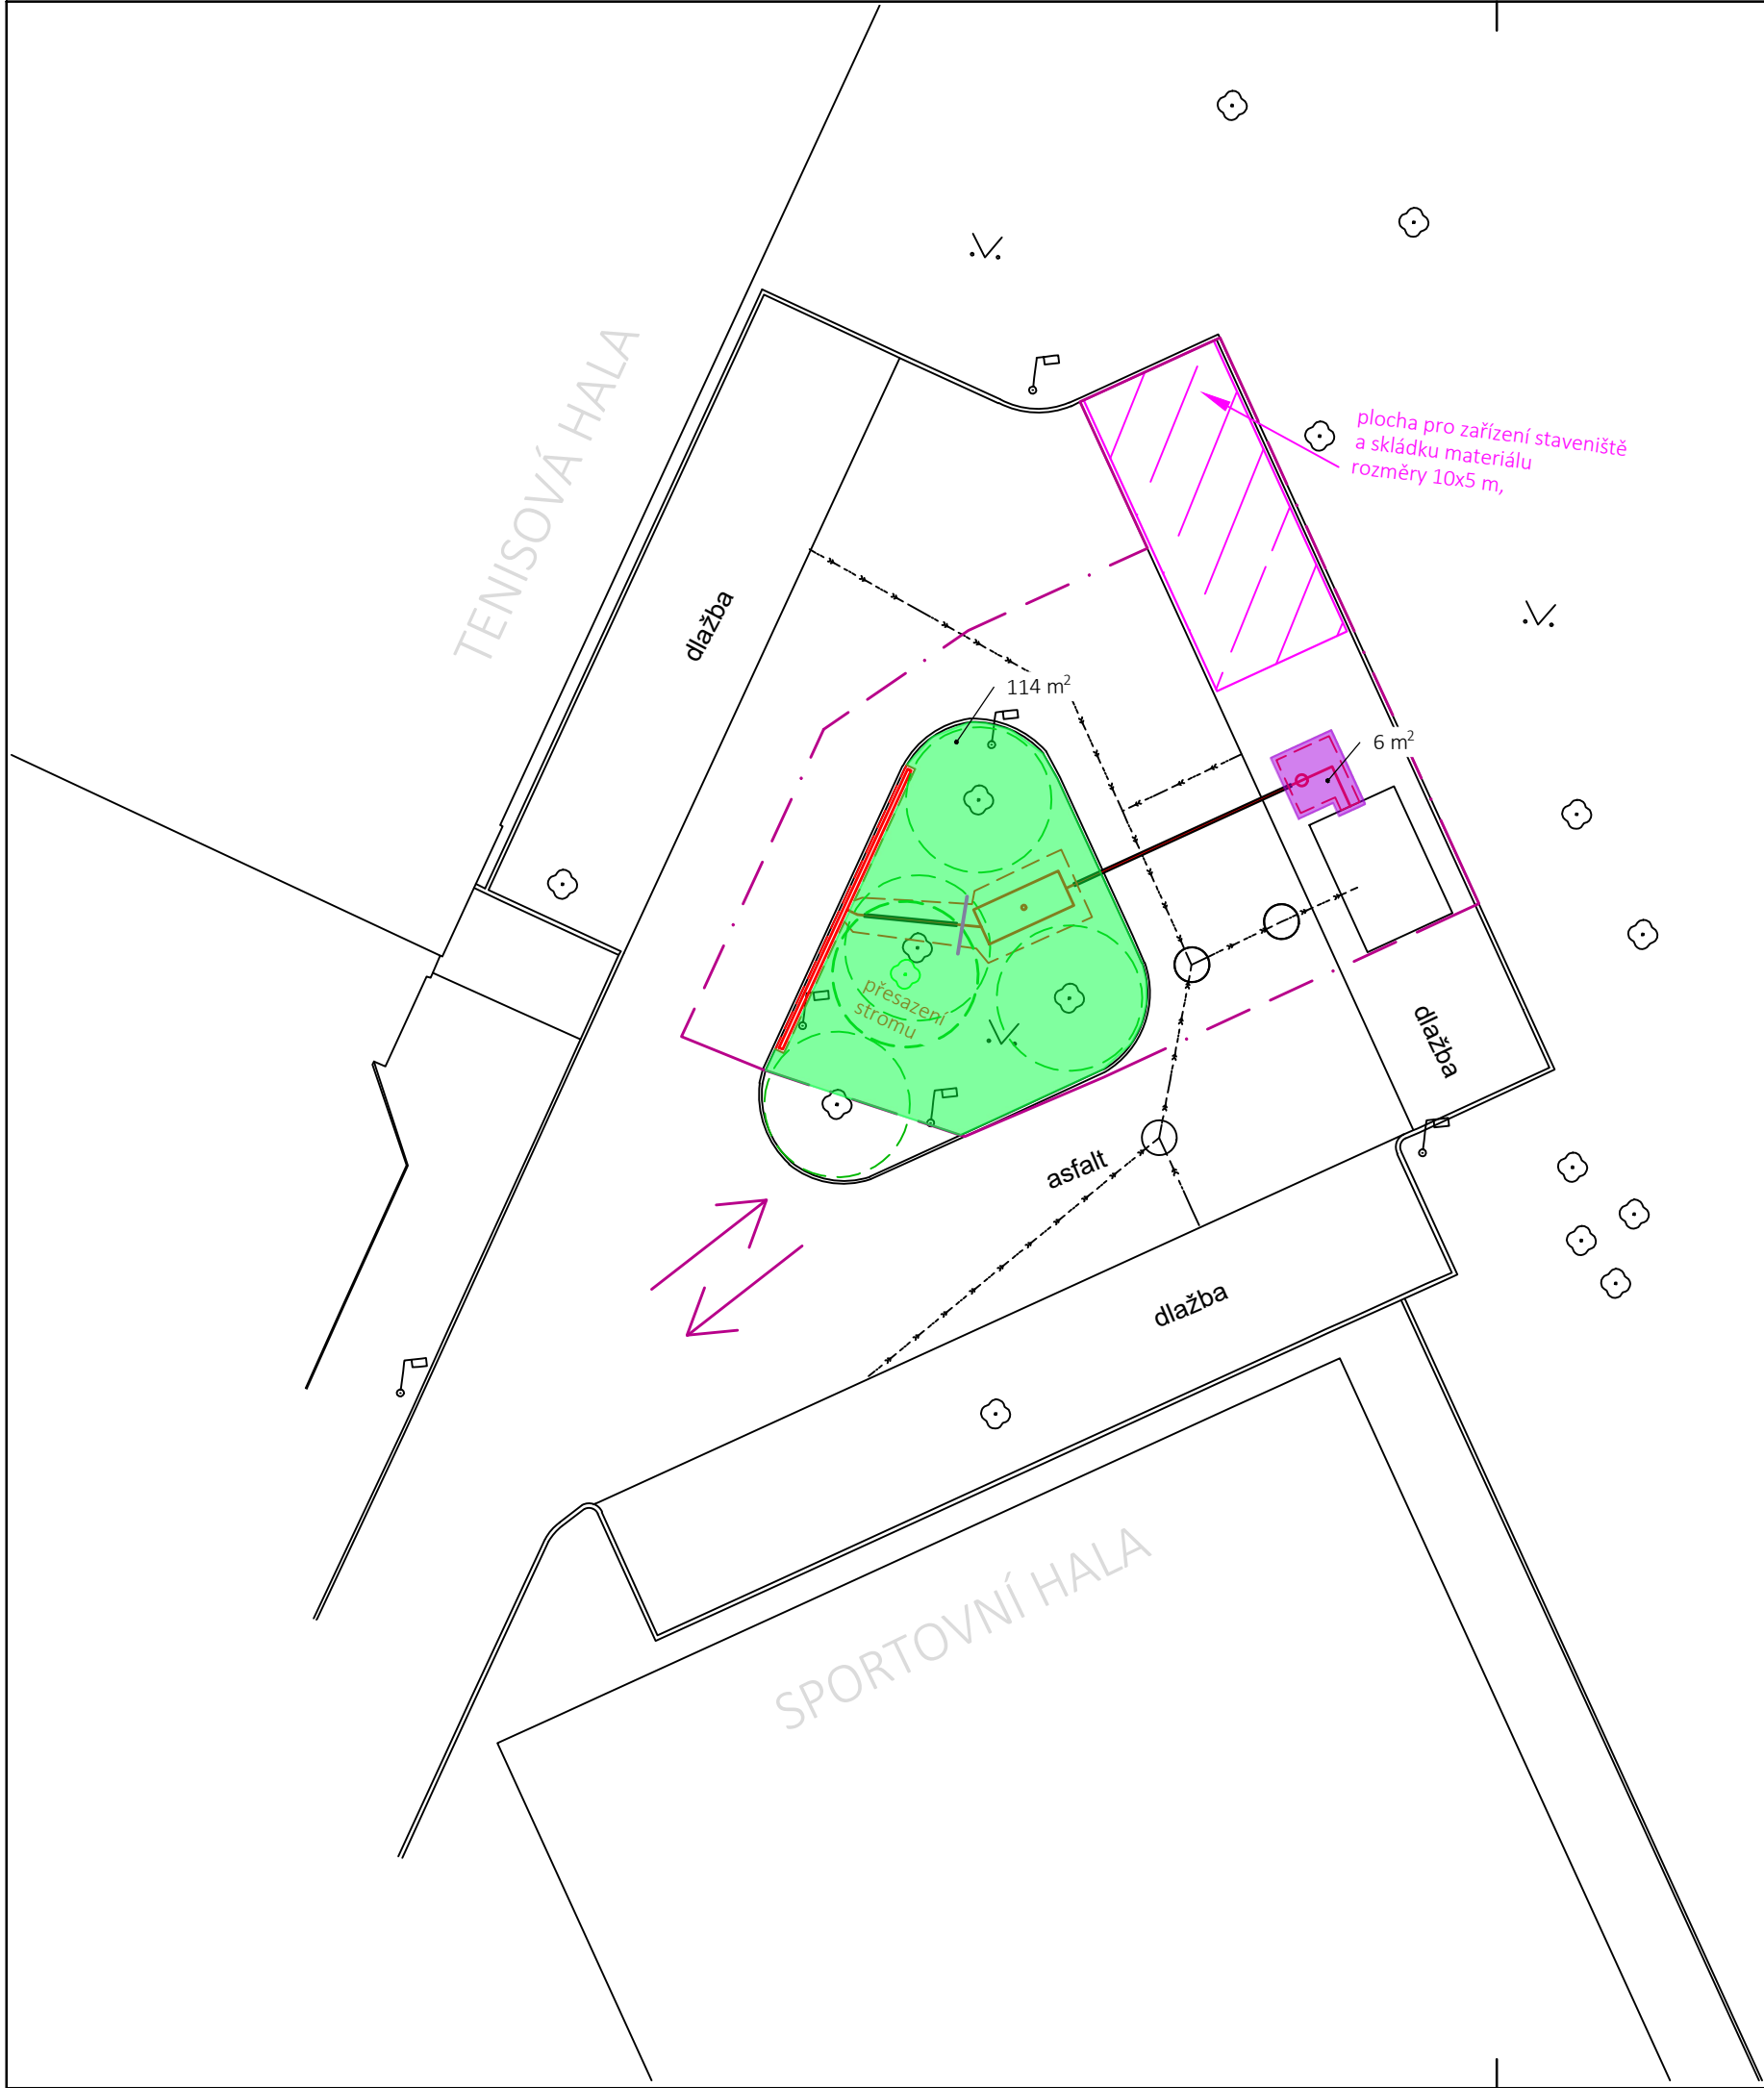 plocha pro zařízení staveniště
a skládku materiálu
rozměry 10x5 m,
TENISOVÁ HALA
dlažba
114 m²
6 m²
přesazení
stromu
dlažba
asfalt
dlažba
SPORTOVNÍ HALA